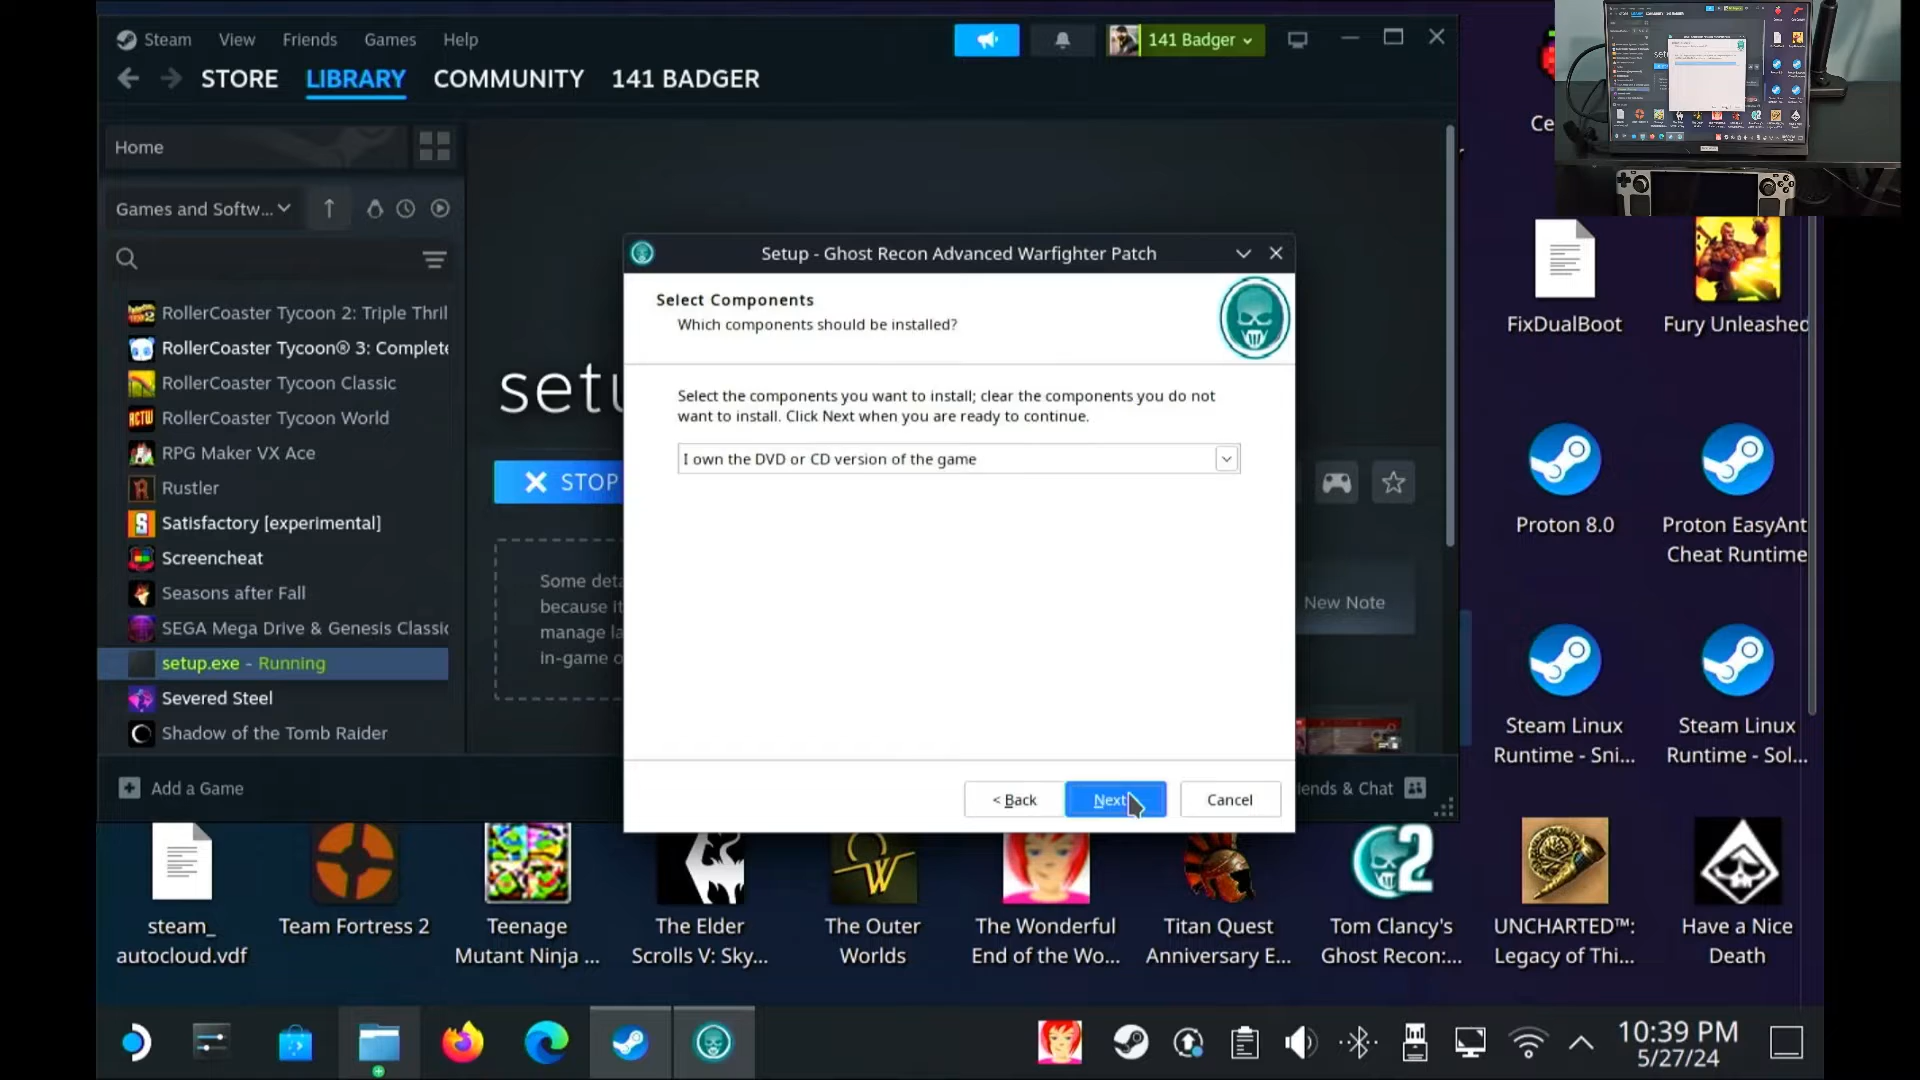 Steam View Friends Games Help
141 Badger
STORE LIBRARY COMMUNITY 141 BADGER
Home
Games and Softw...
RollerCoaster Tycoon 2: Triple Thril
RollerCoaster Tycoon® 3: Complete
RollerCoaster Tycoon Classic
RollerCoaster Tycoon World
RPG Maker VX Ace
Rustler
Satisfactory [experimental]
Screencheat
Seasons after Fall
SEGA Mega Drive & Genesis Classic
setup.exe - Running
Severed Steel
Shadow of the Tomb Raider
Add a Game
setu
STOP
Some deta
because it
manage la
in-game o
New Note
iends & Chat
Setup - Ghost Recon Advanced Warfighter Patch
Select Components
Which components should be installed?
Select the components you want to install; clear the components you do not
want to install. Click Next when you are ready to continue.
I own the DVD or CD version of the game
< Back
Next
Cancel
Ce
FixDualBoot
Fury Unleashed
Proton 8.0
Proton EasyAnt
Cheat Runtime
Steam Linux
Runtime - Sni...
Steam Linux
Runtime - Sol...
steam_
autocloud.vdf
Team Fortress 2
Teenage
Mutant Ninja ...
The Elder
Scrolls V: Sky...
The Outer
Worlds
The Wonderful
End of the Wo...
Titan Quest
Anniversary E...
2
Tom Clancy's
Ghost Recon:...
UNCHARTED™:
Legacy of Thi...
Have a Nice
Death
10:39 PM
5/27/24